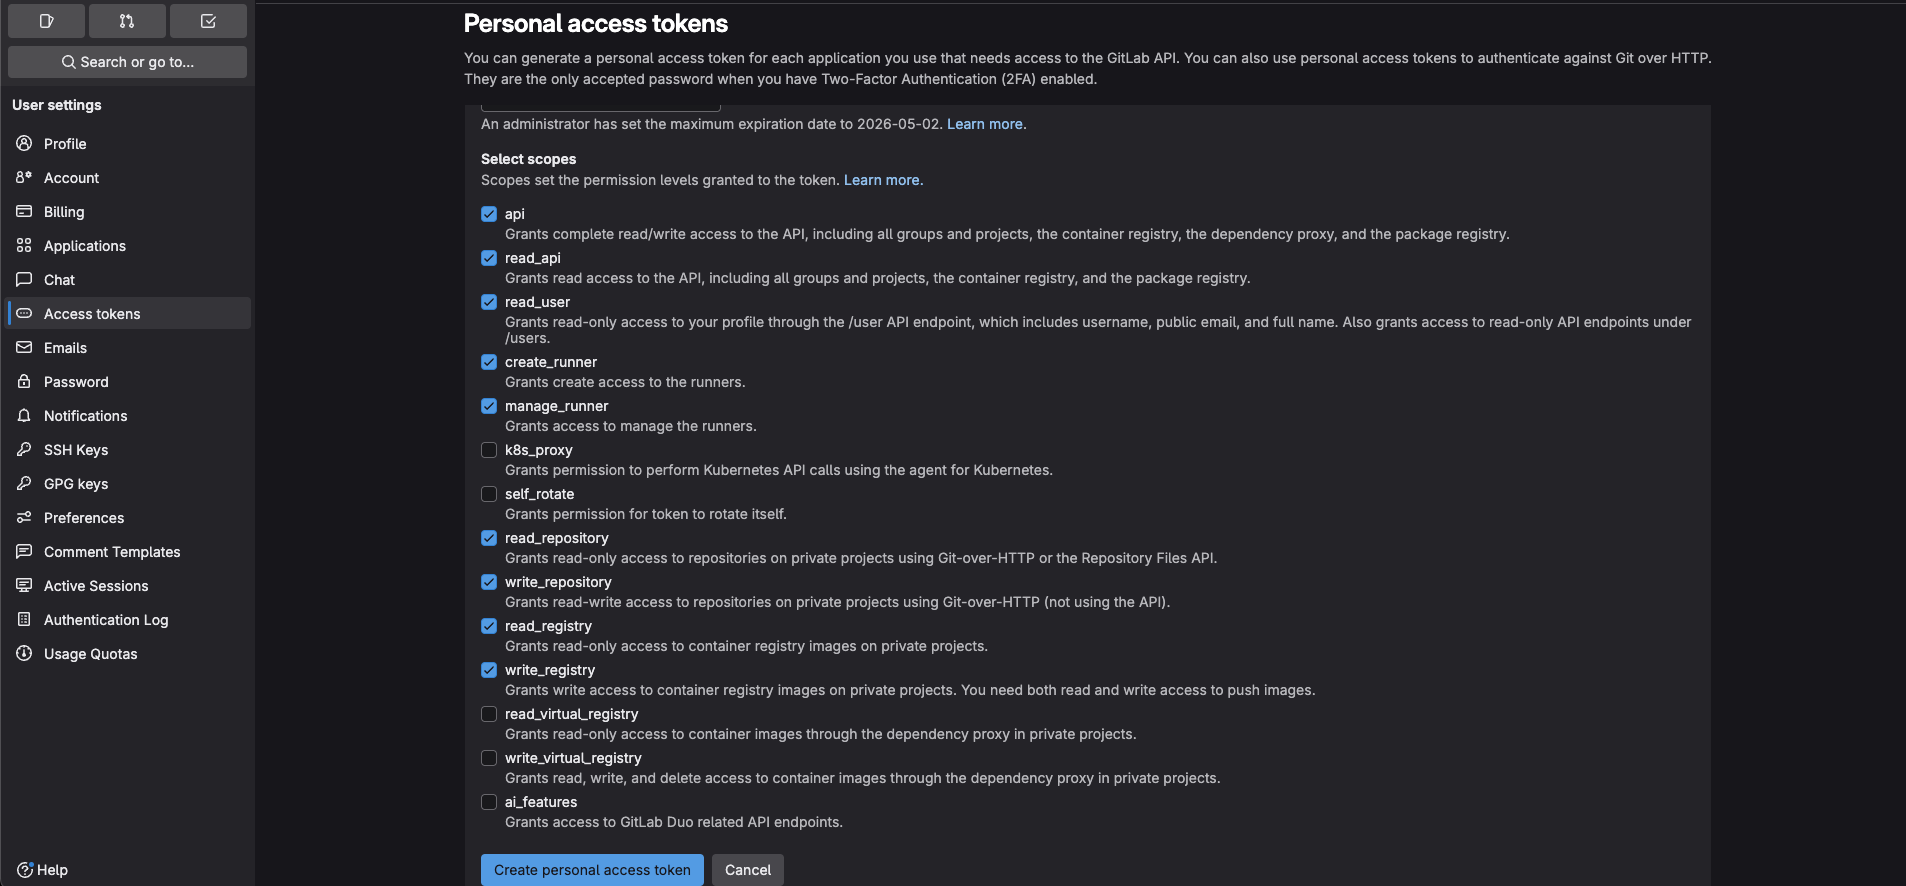 Search or go to...
User settings
Profile
Account
Billing
Applications
Chat
Access tokens
Emails
Password
Notifications
SSH Keys
GPG keys
Preferences
Comment Templates
Active Sessions
Authentication Log
Usage Quotas
Help
Personal access tokens
You can generate a personal access token for each application you use that needs access to the GitLab API. You can also use personal access tokens to authenticate against Git over HTTP.
They are the only accepted password when you have Two-Factor Authentication (2FA) enabled.
An administrator has set the maximum expiration date to 2026-05-02. Learn more.
Select scopes
Scopes set the permission levels granted to the token. Learn more.
api
Grants complete read/write access to the API, including all groups and projects, the container registry, the dependency proxy, and the package registry.
read_api
Grants read access to the API, including all groups and projects, the container registry, and the package registry.
read_user
Grants read-only access to your profile through the /user API endpoint, which includes username, public email, and full name. Also grants access to read-only API endpoints under
/users.
create_runner
Grants create access to the runners.
manage_runner
Grants access to manage the runners.
k8s_proxy
Grants permission to perform Kubernetes API calls using the agent for Kubernetes.
self_rotate
Grants permission for token to rotate itself.
read_repository
Grants read-only access to repositories on private projects using Git-over-HTTP or the Repository Files API.
write_repository
Grants read-write access to repositories on private projects using Git-over-HTTP (not using the API).
read_registry
Grants read-only access to container registry images on private projects.
write_registry
Grants write access to container registry images on private projects. You need both read and write access to push images.
read_virtual_registry
Grants read-only access to container images through the dependency proxy in private projects.
write_virtual_registry
Grants read, write, and delete access to container images through the dependency proxy in private projects.
ai_features
Grants access to GitLab Duo related API endpoints.
Create personal access token
Cancel